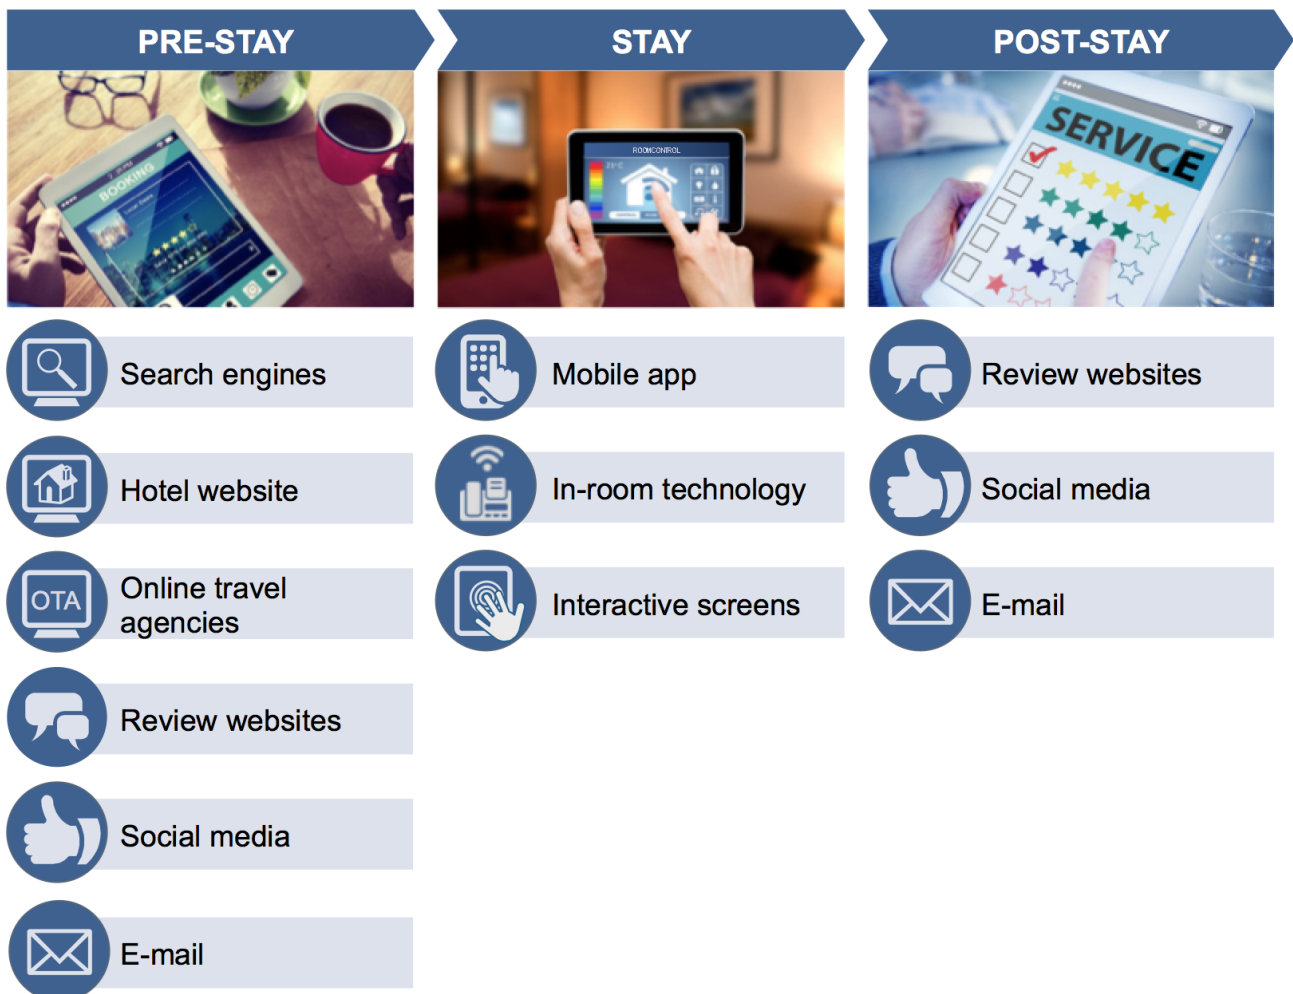 PRE-STAY
STAY
POST-STAY
BOOKING
ROOMCONTROL
SERVICE
Search engines
Hotel website
OTA
Online travel
agencies
Review websites
Social media
E-mail
Mobile app
In-room technology
Interactive screens
Review websites
Social media
E-mail